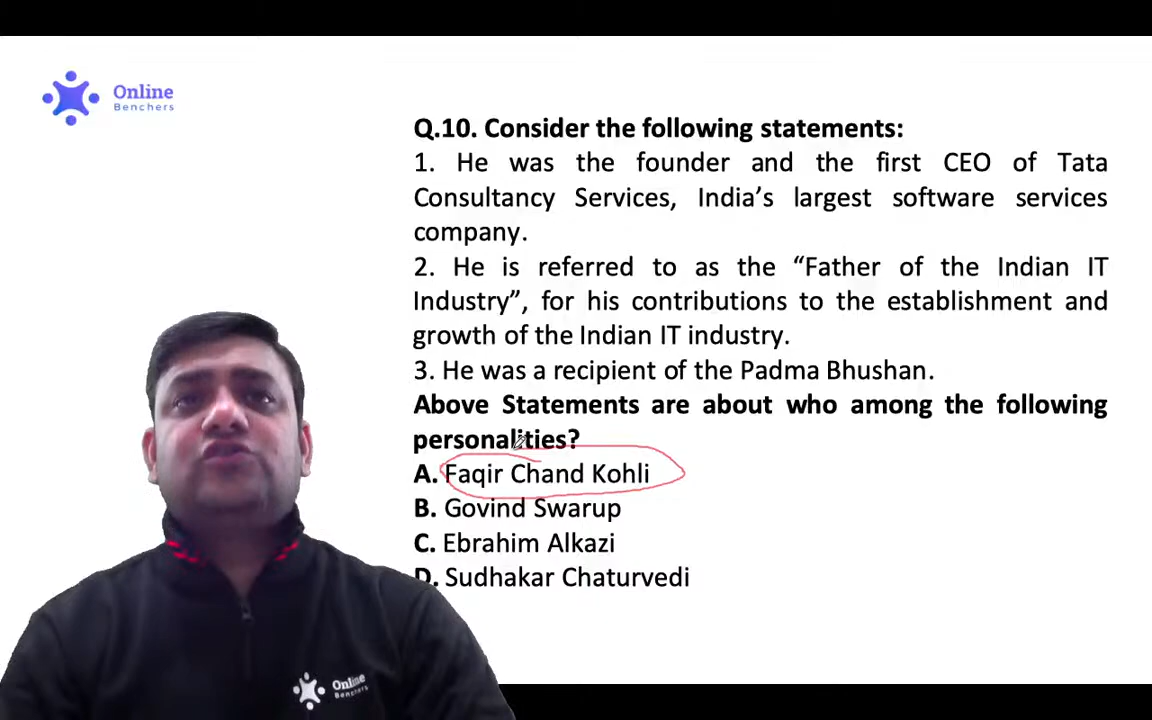 Online
Benchers
Q.10. Consider the following statements:
1. He was the founder and the first CEO of Tata
Consultancy Services, India’s largest software services
company.
2. He is referred to as the “Father of the Indian IT
Industry”, for his contributions to the establishment and
growth of the Indian IT industry.
3. He was a recipient of the Padma Bhushan.
Above Statements are about who among the following
personalities?
A. Faqir Chand Kohli
B. Govind Swarup
C. Ebrahim Alkazi
D. Sudhakar Chaturvedi
Online
Benchers